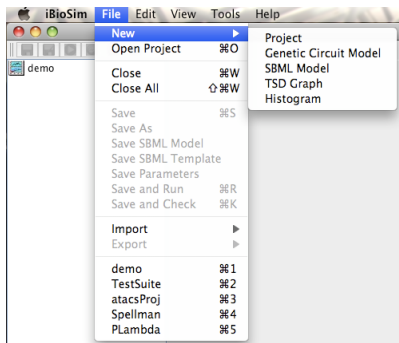 iBioSim File Edit View Tools Help
New
Open Project ⌘O
Close ⌘W
Close All ⇧⌘W
Save ⌘S
Save As
Save SBML Model
Save SBML Template
Save Parameters
Save and Run ⌘R
Save and Check ⌘K
Import
Export
demo ⌘1
TestSuite ⌘2
atacsProj ⌘3
Spellman ⌘4
PLambda ⌘5
Project
Genetic Circuit Model
SBML Model
TSD Graph
Histogram
demo